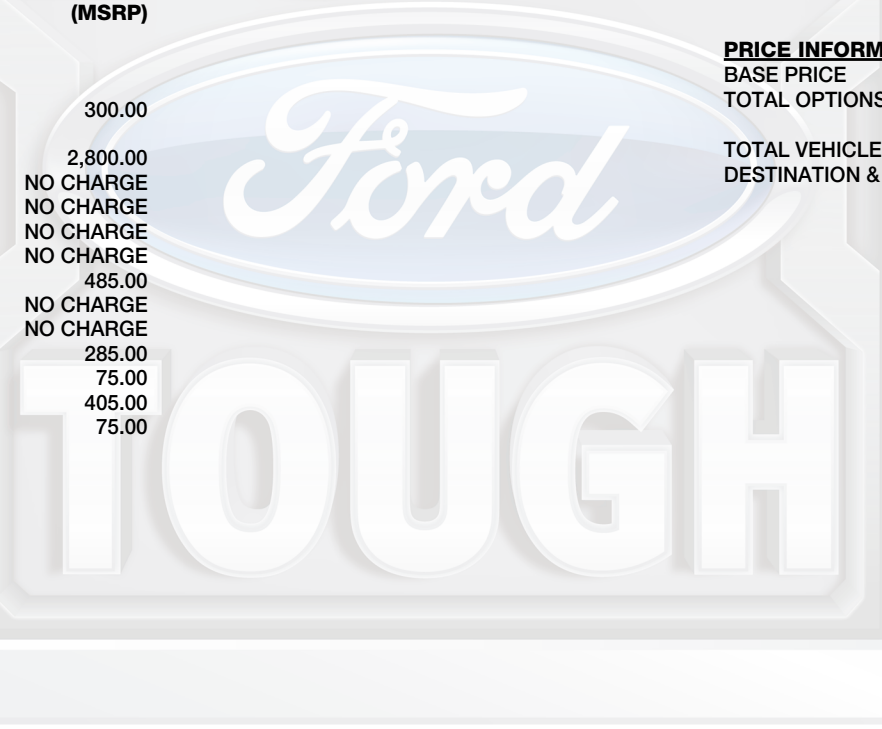 (MSRP)
300.00
2,800.00
NO CHARGE
NO CHARGE
NO CHARGE
NO CHARGE
485.00
NO CHARGE
NO CHARGE
285.00
75.00
405.00
75.00
PRICE INFORM
BASE PRICE
TOTAL OPTIONS
TOTAL VEHICLE
DESTINATION &
Ford
TOUGH